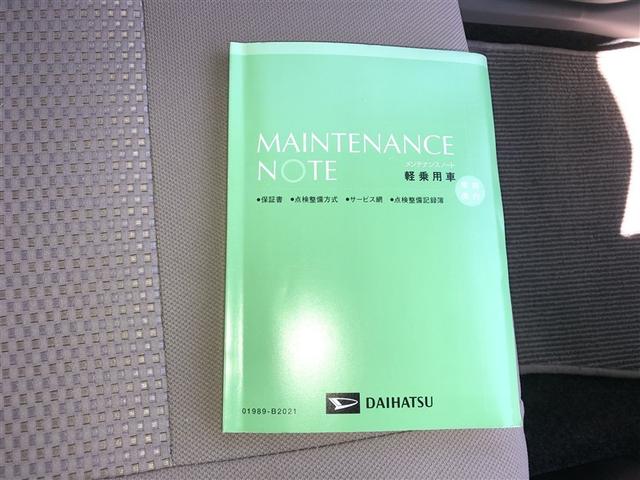 MAINTENANCE
NOTE
メンテナンスノート
軽乗用車
●保証書 ●点検整備方式 ●サービス網 ●点検整備記録簿
01989-B2021
DAIHATSU